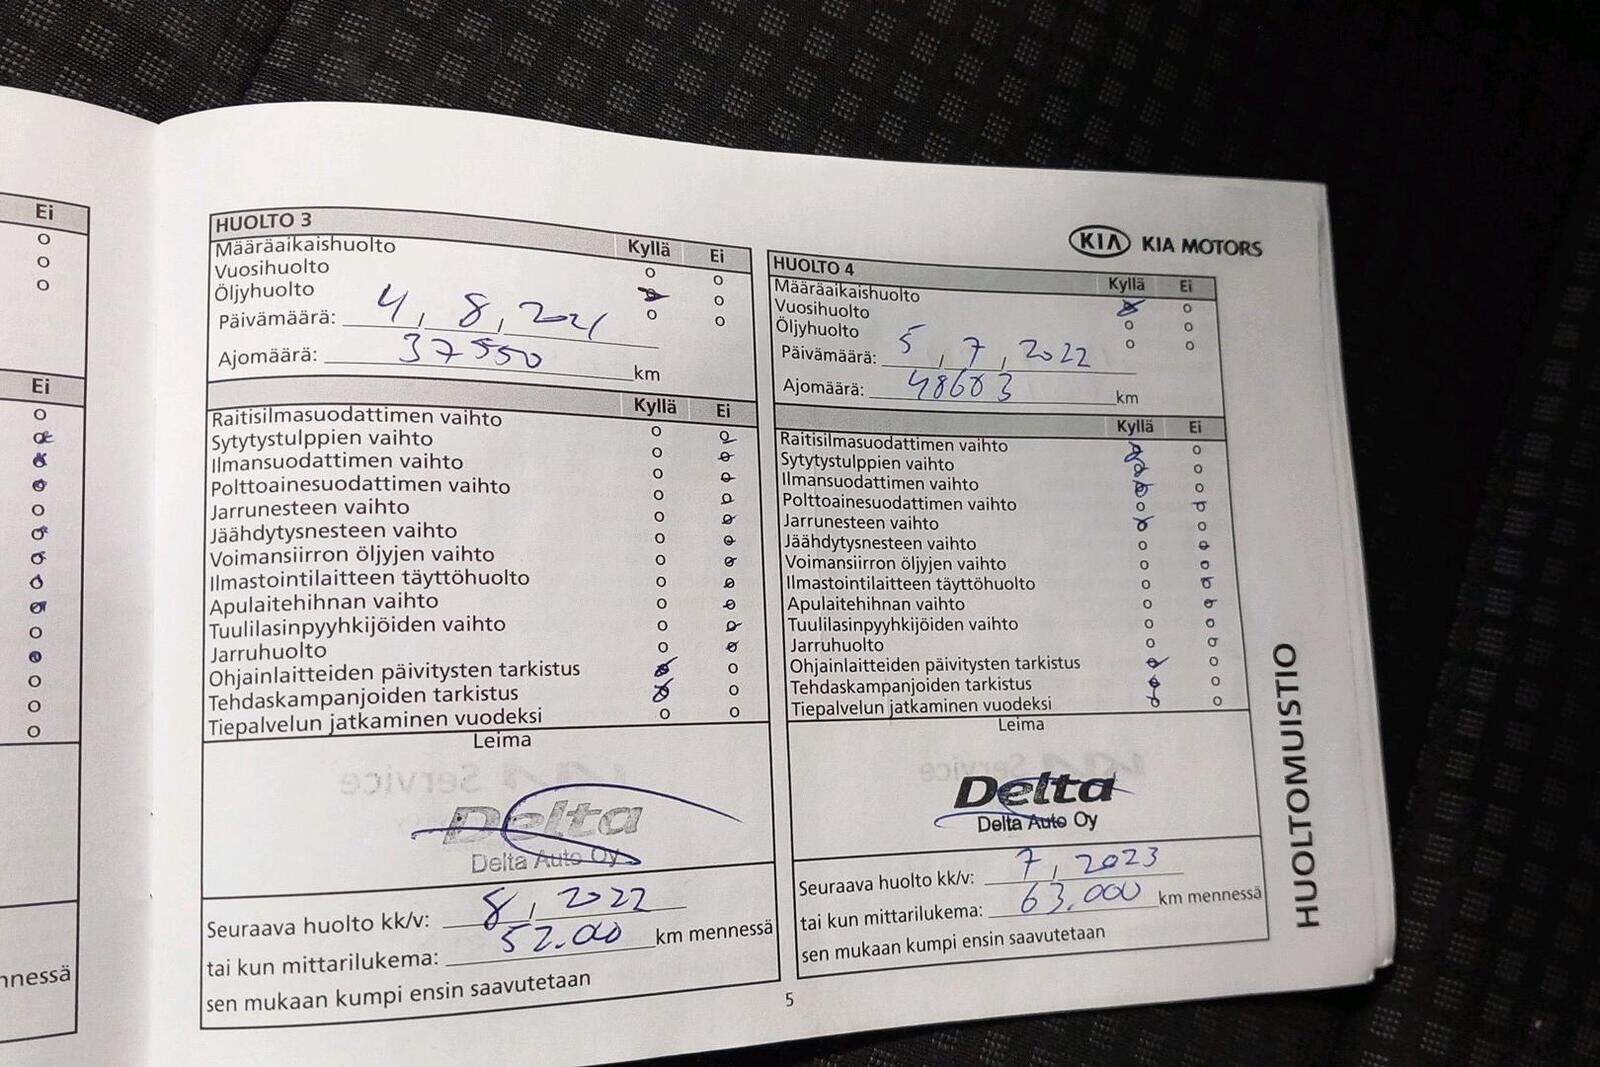 Ei
Ei
nnessä
HUOLTO 3
Kyllä Ei
Määräaikaishuolto
Vuosihuolto
Öljyhuolto
Päivämäärä: 4, 8, 2021
Ajomäärä: 37550 km
Kyllä Ei
Raitisilmasuodattimen vaihto
Sytytystulppien vaihto
Ilmansuodattimen vaihto
Polttoainesuodattimen vaihto
Jarrunesteen vaihto
Jäähdytysnesteen vaihto
Voimansiirron öljyjen vaihto
Ilmastointilaitteen täyttöhuolto
Apulaitehihnan vaihto
Tuulilasinpyyhkijöiden vaihto
Jarruhuolto
Ohjainlaitteiden päivitysten tarkistus
Tehdaskampanjoiden tarkistus
Tiepalvelun jatkaminen vuodeksi
Leima
Delta
Delta Auto Oy
Seuraava huolto kk/v: 8, 2022
tai kun mittarilukema: 52.00 km mennessä
sen mukaan kumpi ensin saavutetaan
KIA KIA MOTORS
HUOLTO 4
Kyllä Ei
Määräaikaishuolto
Vuosihuolto
Öljyhuolto
Päivämäärä: 5, 7, 2022
Ajomäärä: 48603 km
Kyllä Ei
Raitisilmasuodattimen vaihto
Sytytystulppien vaihto
Ilmansuodattimen vaihto
Polttoainesuodattimen vaihto
Jarrunesteen vaihto
Jäähdytysnesteen vaihto
Voimansiirron öljyjen vaihto
Ilmastointilaitteen täyttöhuolto
Apulaitehihnan vaihto
Tuulilasinpyyhkijöiden vaihto
Jarruhuolto
Ohjainlaitteiden päivitysten tarkistus
Tehdaskampanjoiden tarkistus
Tiepalvelun jatkaminen vuodeksi
Leima
Delta
Delta Auto Oy
Seuraava huolto kk/v: 7, 2023
tai kun mittarilukema: 63.000 km mennessä
sen mukaan kumpi ensin saavutetaan
HUOLTOMUISTIO
5